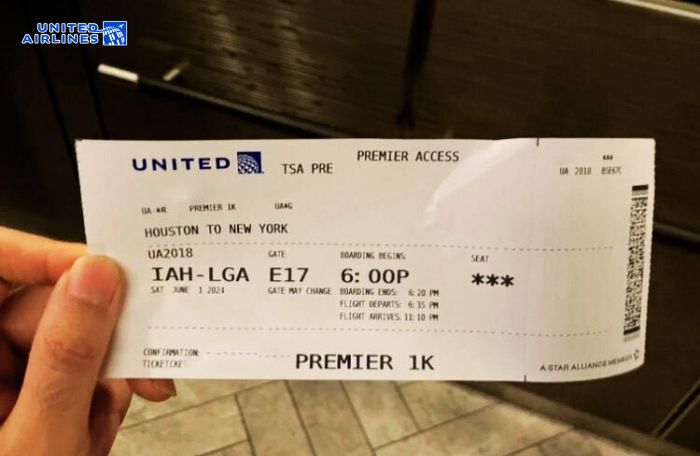 UNITED
AIRLINES
UNITED
TSA PRE
PREMIER ACCESS
UA 2018
UA-*R PREMIER 1K UA*G
HOUSTON TO NEW YORK
UA2018 GATE BOARDING BEGINS: SEAT
IAH-LGA E17 6:00P ***
SAT JUNE 1 2024 GATE MAY CHANGE BOARDING ENDS: 6:20 PM
FLIGHT DEPARTS: 6:35 PM
FLIGHT ARRIVES: 11:10 PM
CONFIRMATION:
PREMIER 1K
A STAR ALLIANCE MEMBER